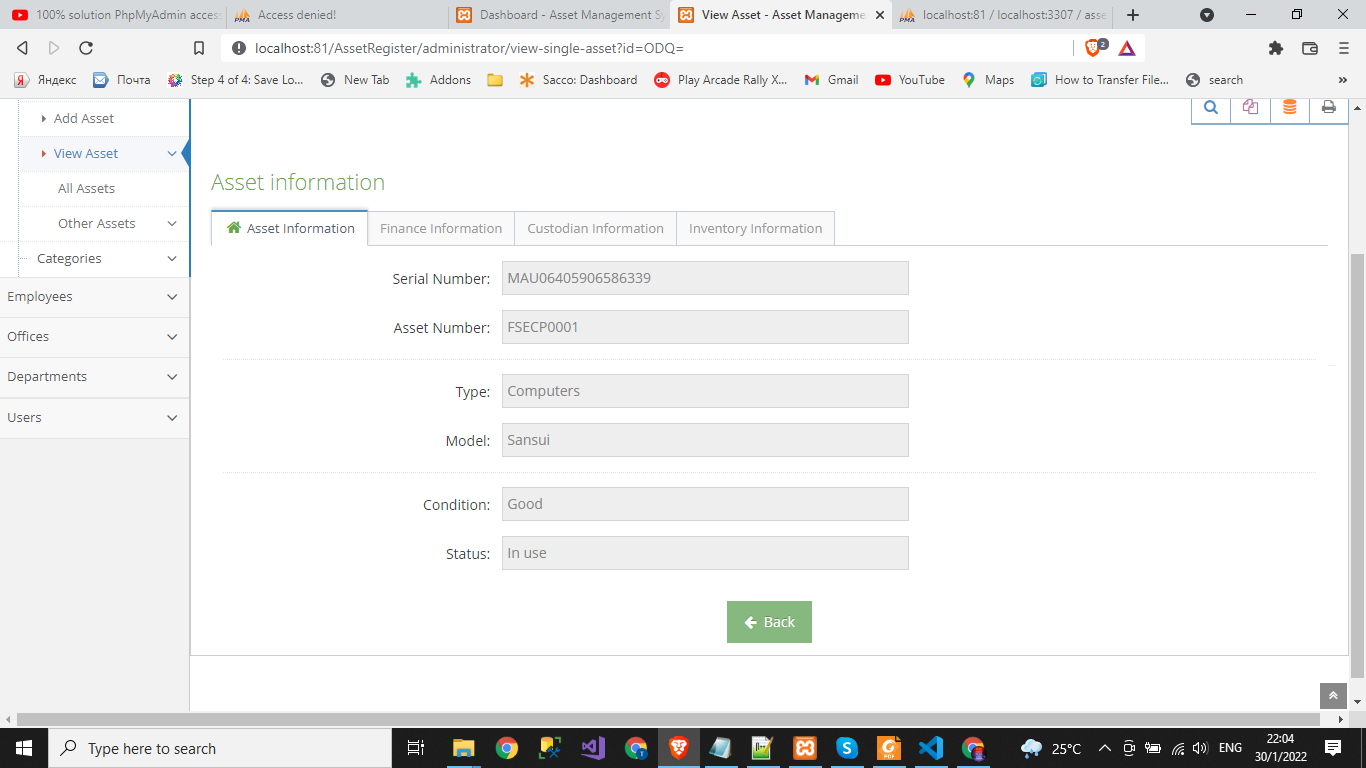 100% solution PhpMyAdmin acces
Access denied!
Dashboard - Asset Management Sy
View Asset - Asset Manageme
localhost:81 / localhost:3307 / asse
localhost:81/AssetRegister/administrator/view-single-asset?id=ODQ=
2
Яндекс
Почта
Step 4 of 4: Save Lo...
New Tab
Addons
Sacco: Dashboard
Play Arcade Rally X...
Gmail
YouTube
Maps
How to Transfer File...
search
»
Add Asset
View Asset
All Assets
Other Assets
Categories
Employees
Offices
Departments
Users
Asset information
Asset Information
Finance Information
Custodian Information
Inventory Information
Serial Number: MAU06405906586339
Asset Number: FSECP0001
Type: Computers
Model: Sansui
Condition: Good
Status: In use
Back
Type here to search
25°C
ENG
22:04
30/1/2022